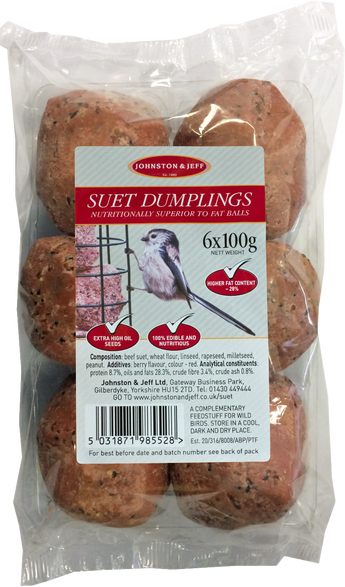 JOHNSTON & JEFF
Est. 1989
SUET DUMPLINGS
NUTRITIONALLY SUPERIOR TO FAT BALLS
6x100g
NETT WEIGHT
HIGHER FAT CONTENT
- 28%
EXTRA HIGH OIL
SEEDS
100% EDIBLE AND
NUTRITIOUS
Composition: beef suet, wheat flour, linseed, rapeseed, milletseed,
peanut. Additives: berry flavour, colour - red. Analytical constituents:
protein 8.7%, oils and fats 28.3%, crude fibre 3.4%, crude ash 0.8%.
Johnston & Jeff Ltd, Gateway Business Park,
Gilberdyke, Yorkshire HU15 2TD. Tel: 01430 449444
GO TO www.johnstonandjeff.co.uk/suet
5 031871 985528 >
A COMPLEMENTARY
FEEDSTUFF FOR WILD
BIRDS. STORE IN A COOL,
DARK AND DRY PLACE.
Est. 20/316/8008/ABP/PTF
For best before date and batch number see back of pack